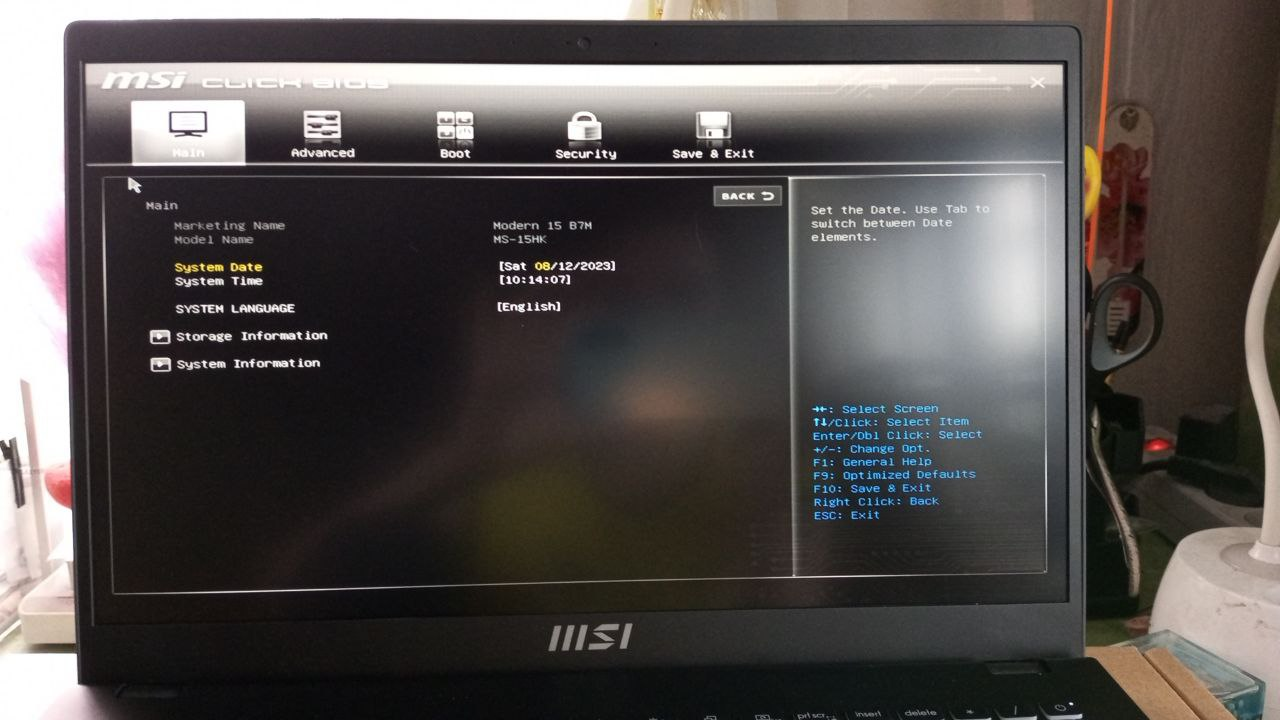 msi CLICK BIOS
Main
Advanced
Boot
Security
Save & Exit
BACK
Main
Marketing Name Modern 15 B7M
Model Name MS-15HK
System Date [Sat 08/12/2023]
System Time [10:14:07]
SYSTEM LANGUAGE [English]
Storage Information
System Information
Set the Date. Use Tab to
switch between Date
elements.
→←: Select Screen
↑↓/Click: Select Item
Enter/Dbl Click: Select
+/-: Change Opt.
F1: General Help
F9: Optimized Defaults
F10: Save & Exit
Right Click: Back
ESC: Exit
msi
prt scr insert delete * /